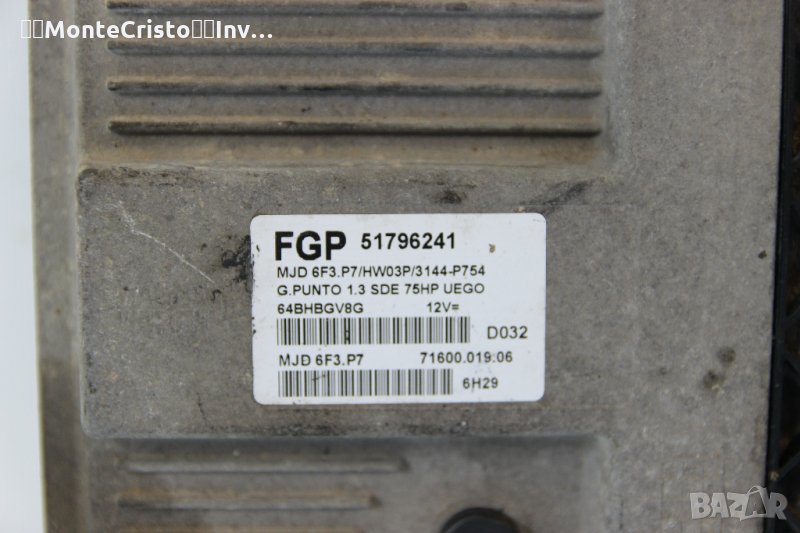 MonteCristo Inv...
FGP 51796241
MJD 6F3.P7/HW03P/3144-P754
G.PUNTO 1.3 SDE 75HP UEGO
64BHBGV8G 12V=
D032
MJD 6F3.P7 71600.019:06
6H29
BAZAR